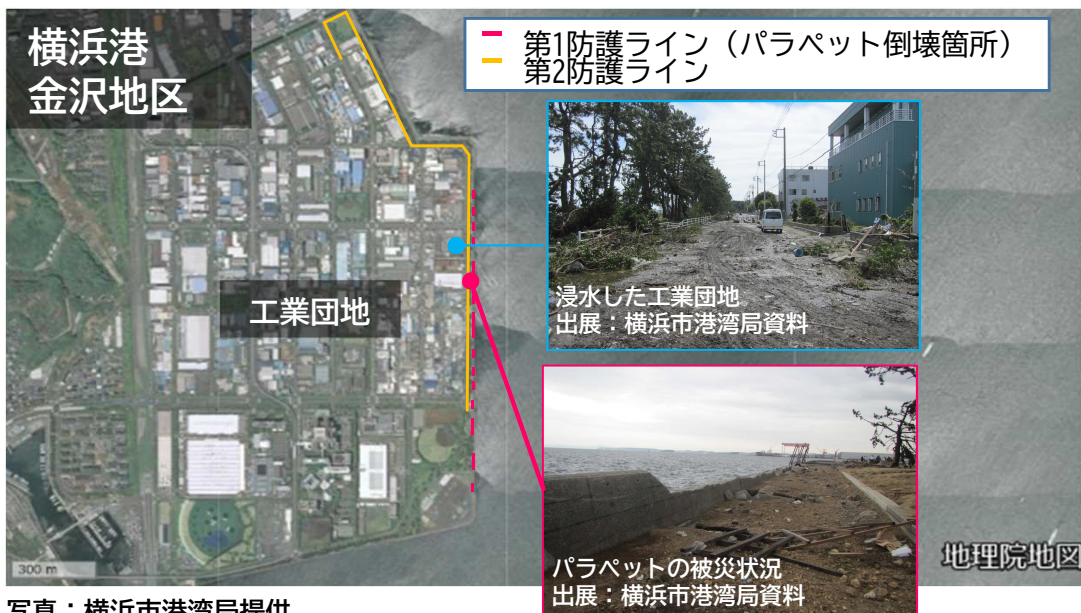 横浜港
金沢地区
第1防護ライン（パラペット倒壊箇所）
第2防護ライン
工業団地
浸水した工業団地
出展：横浜市港湾局資料
パラペットの被災状況
出展：横浜市港湾局資料
300 m
地理院地図
写真：横浜市港湾局提供